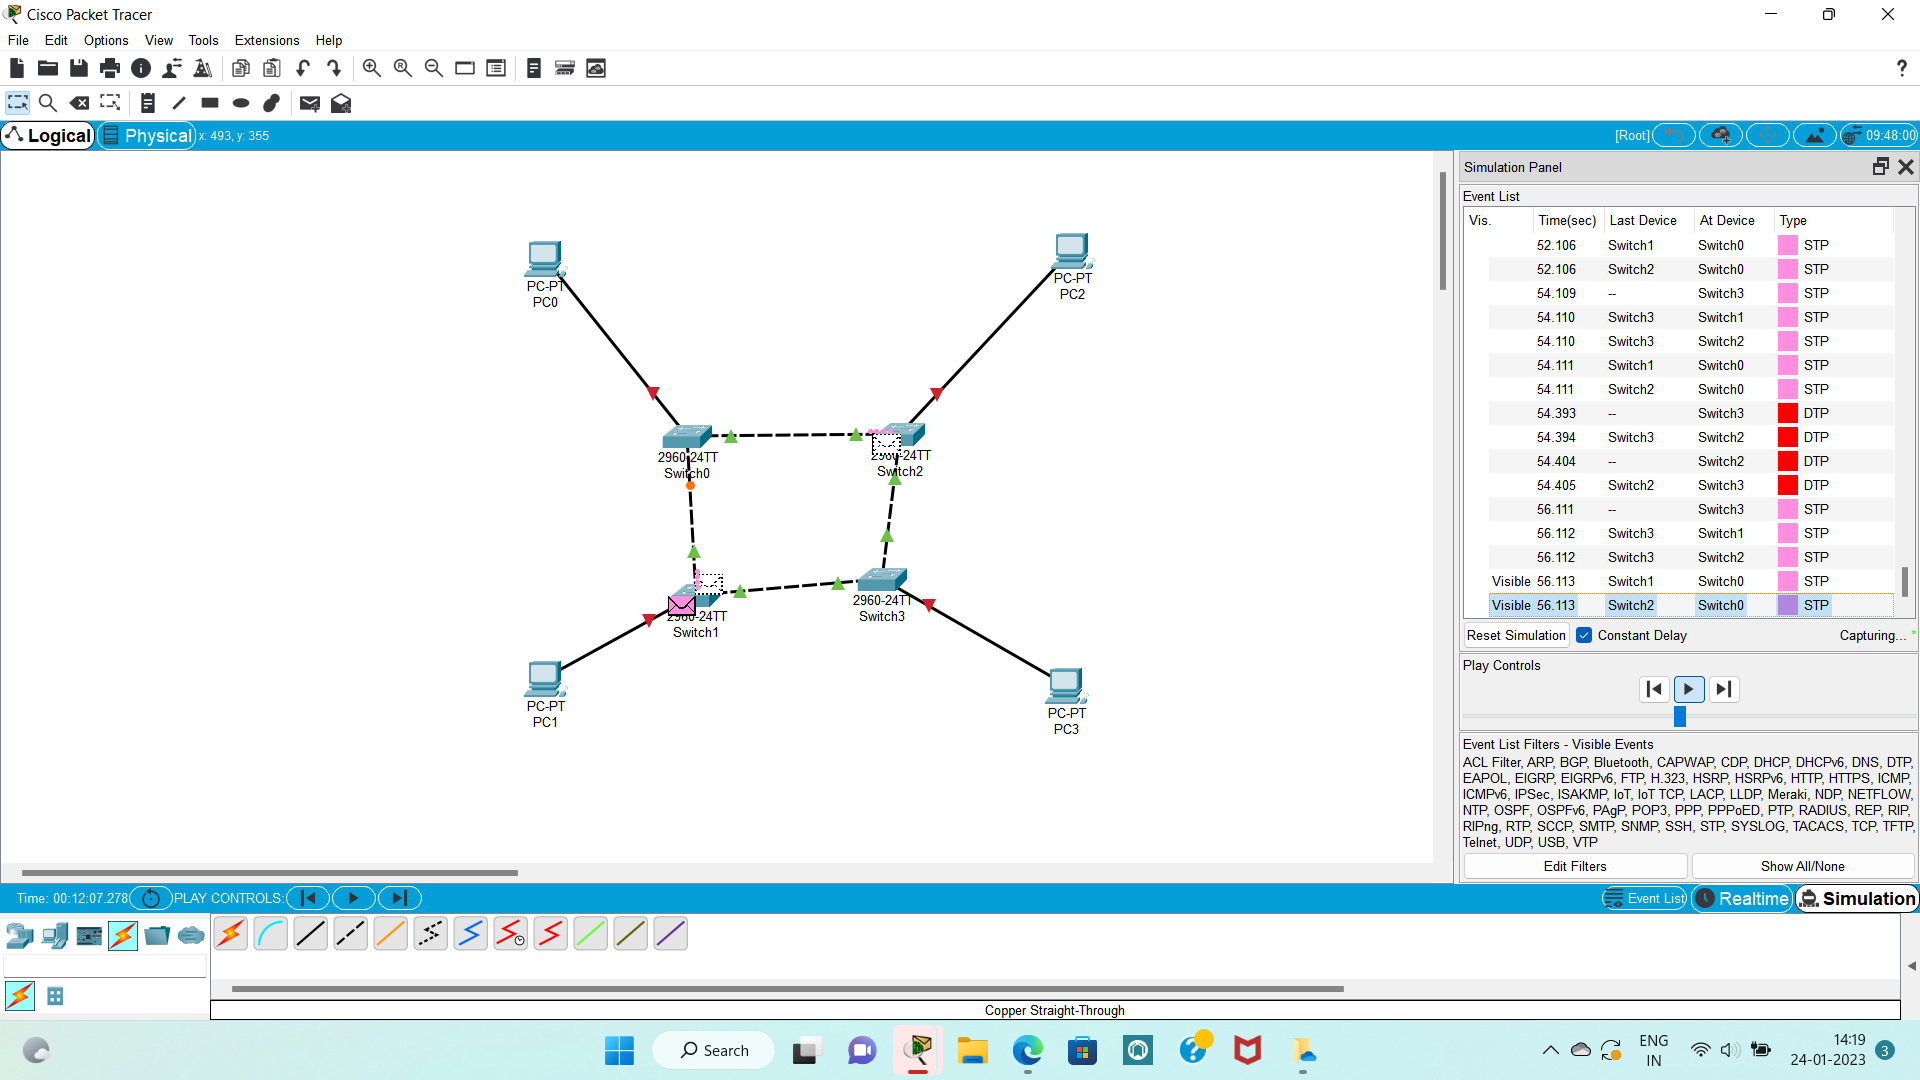 Cisco Packet Tracer
File Edit Options View Tools Extensions Help
Logical Physical x: 493, y: 355 [Root] 09:48:00
PC-PT
PC0
PC-PT
PC2
2960-24TT
Switch0
2960-24TT
Switch2
2960-24TT
Switch1
2960-24TT
Switch3
PC-PT
PC1
PC-PT
PC3
Simulation Panel
Event List
Vis. Time(sec) Last Device At Device Type
52.106 Switch1 Switch0 STP
52.106 Switch2 Switch0 STP
54.109 -- Switch3 STP
54.110 Switch3 Switch1 STP
54.110 Switch3 Switch2 STP
54.111 Switch1 Switch0 STP
54.111 Switch2 Switch0 STP
54.393 -- Switch3 DTP
54.394 Switch3 Switch2 DTP
54.404 -- Switch2 DTP
54.405 Switch2 Switch3 DTP
56.111 -- Switch3 STP
56.112 Switch3 Switch1 STP
56.112 Switch3 Switch2 STP
Visible 56.113 Switch1 Switch0 STP
Visible 56.113 Switch2 Switch0 STP
Reset Simulation Constant Delay Capturing... *
Play Controls
Event List Filters - Visible Events
ACL Filter, ARP, BGP, Bluetooth, CAPWAP, CDP, DHCP, DHCPv6, DNS, DTP,
EAPOL, EIGRP, EIGRPv6, FTP, H.323, HSRP, HSRPv6, HTTP, HTTPS, ICMP,
ICMPv6, IPSec, ISAKMP, IoT, IoT TCP, LACP, LLDP, Meraki, NDP, NETFLOW,
NTP, OSPF, OSPFv6, PAgP, POP3, PPP, PPPoED, PTP, RADIUS, REP, RIP,
RIPng, RTP, SCCP, SMTP, SNMP, SSH, STP, SYSLOG, TACACS, TCP, TFTP,
Telnet, UDP, USB, VTP
Edit Filters Show All/None
Time: 00:12:07.278 PLAY CONTROLS: Event List Realtime Simulation
Copper Straight-Through
Search
ENG
IN
14:19
24-01-2023
3